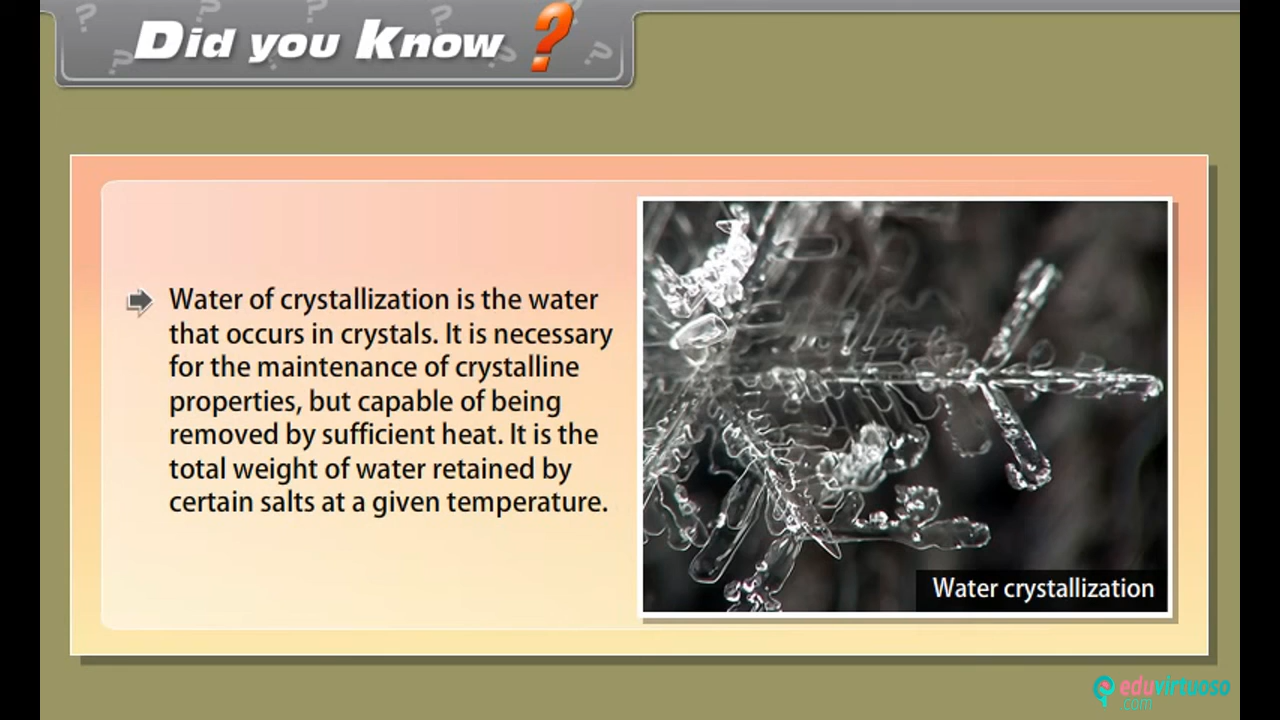 Did you Know ?
Water of crystallization is the water
that occurs in crystals. It is necessary
for the maintenance of crystalline
properties, but capable of being
removed by sufficient heat. It is the
total weight of water retained by
certain salts at a given temperature.
Water crystallization
eduvirtuoso
.com